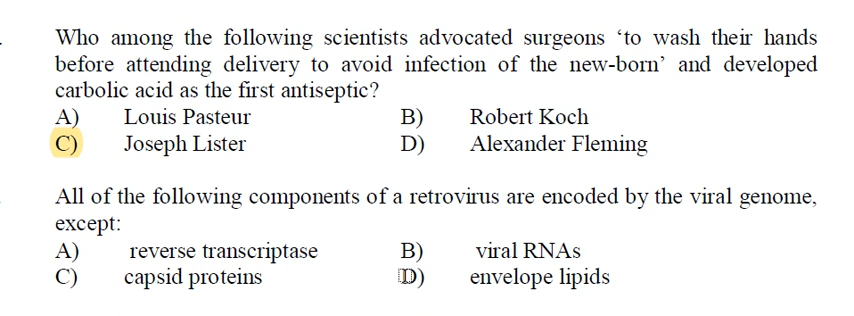 Who among the following scientists advocated surgeons ‘to wash their hands
before attending delivery to avoid infection of the new-born’ and developed
carbolic acid as the first antiseptic?
A) Louis Pasteur B) Robert Koch
C) Joseph Lister D) Alexander Fleming
All of the following components of a retrovirus are encoded by the viral genome,
except:
A) reverse transcriptase B) viral RNAs
C) capsid proteins D) envelope lipids